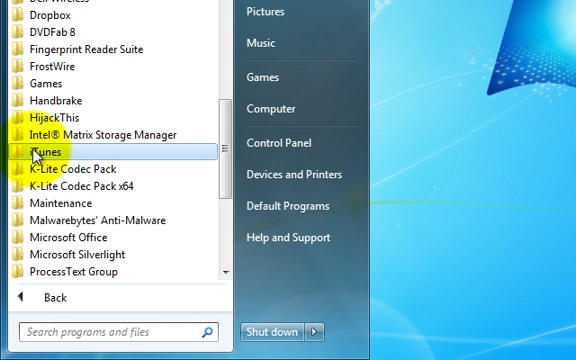 Dell Wireless
Dropbox
DVDFab 8
Fingerprint Reader Suite
FrostWire
Games
Handbrake
HijackThis
Intel® Matrix Storage Manager
iTunes
K-Lite Codec Pack
K-Lite Codec Pack x64
Maintenance
Malwarebytes' Anti-Malware
Microsoft Office
Microsoft Silverlight
ProcessText Group
Back
Search programs and files
Pictures
Music
Games
Computer
Control Panel
Devices and Printers
Default Programs
Help and Support
Shut down